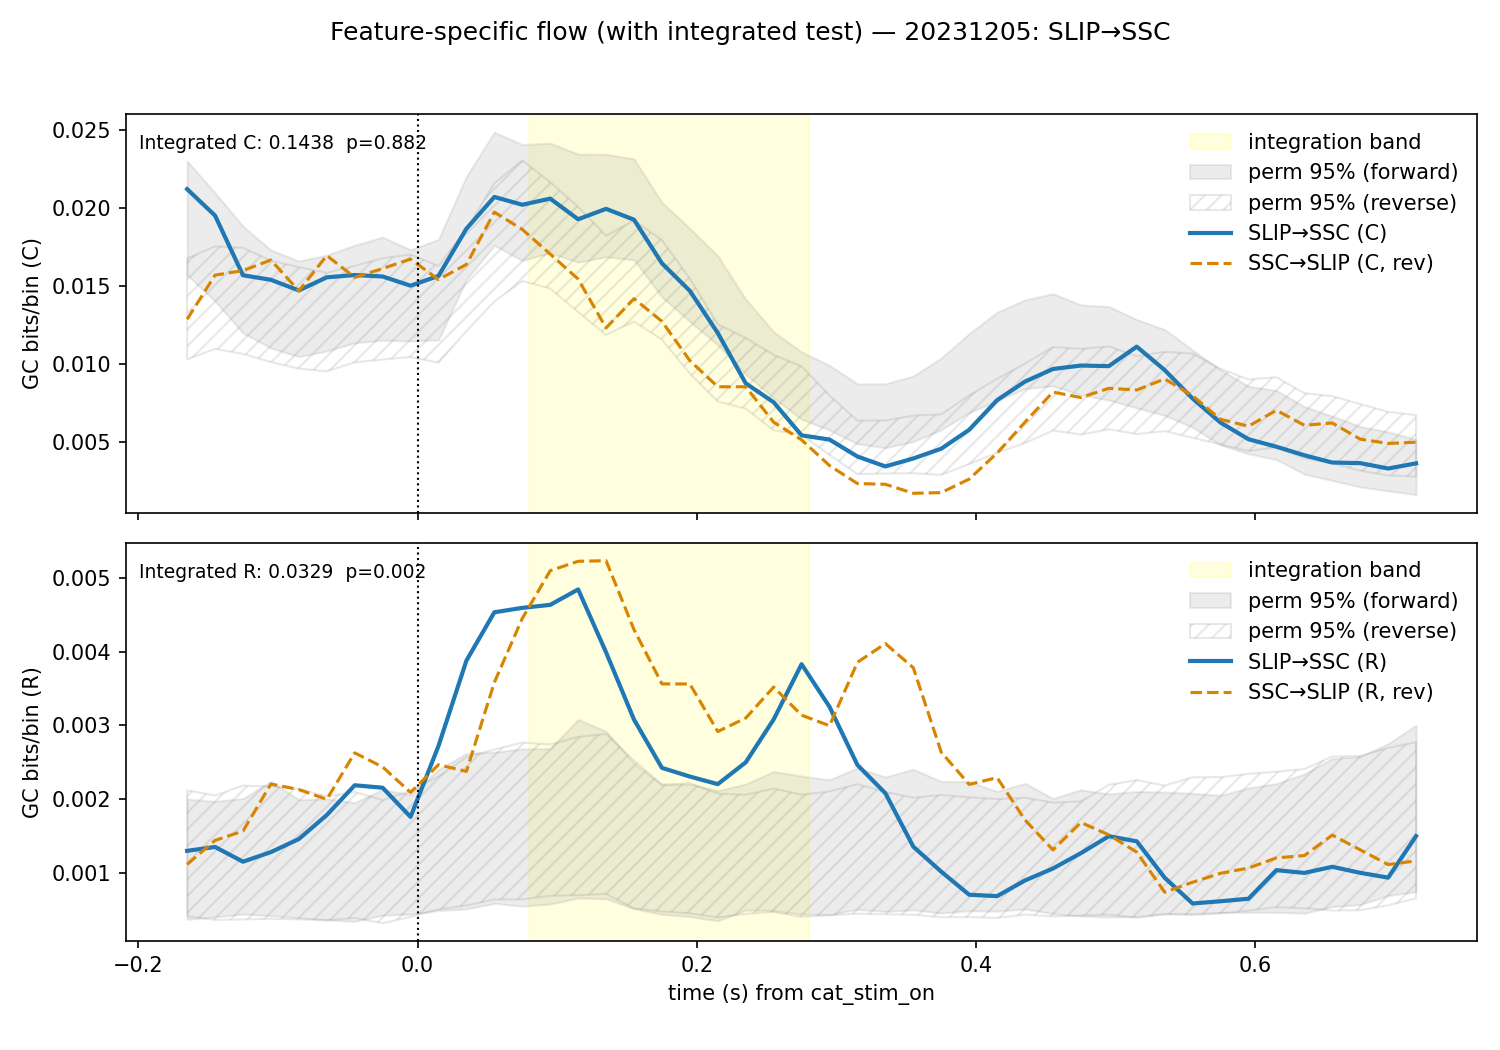 Feature-specific flow (with integrated test) — 20231205: SLIP→SSC
Integrated C: 0.1438  p=0.882
integration band
perm 95% (forward)
perm 95% (reverse)
SLIP→SSC (C)
SSC→SLIP (C, rev)
GC bits/bin (C)
0.025
0.020
0.015
0.010
0.005
Integrated R: 0.0329  p=0.002
integration band
perm 95% (forward)
perm 95% (reverse)
SLIP→SSC (R)
SSC→SLIP (R, rev)
GC bits/bin (R)
0.005
0.004
0.003
0.002
0.001
−0.2 0.0 0.2 0.4 0.6
time (s) from cat_stim_on